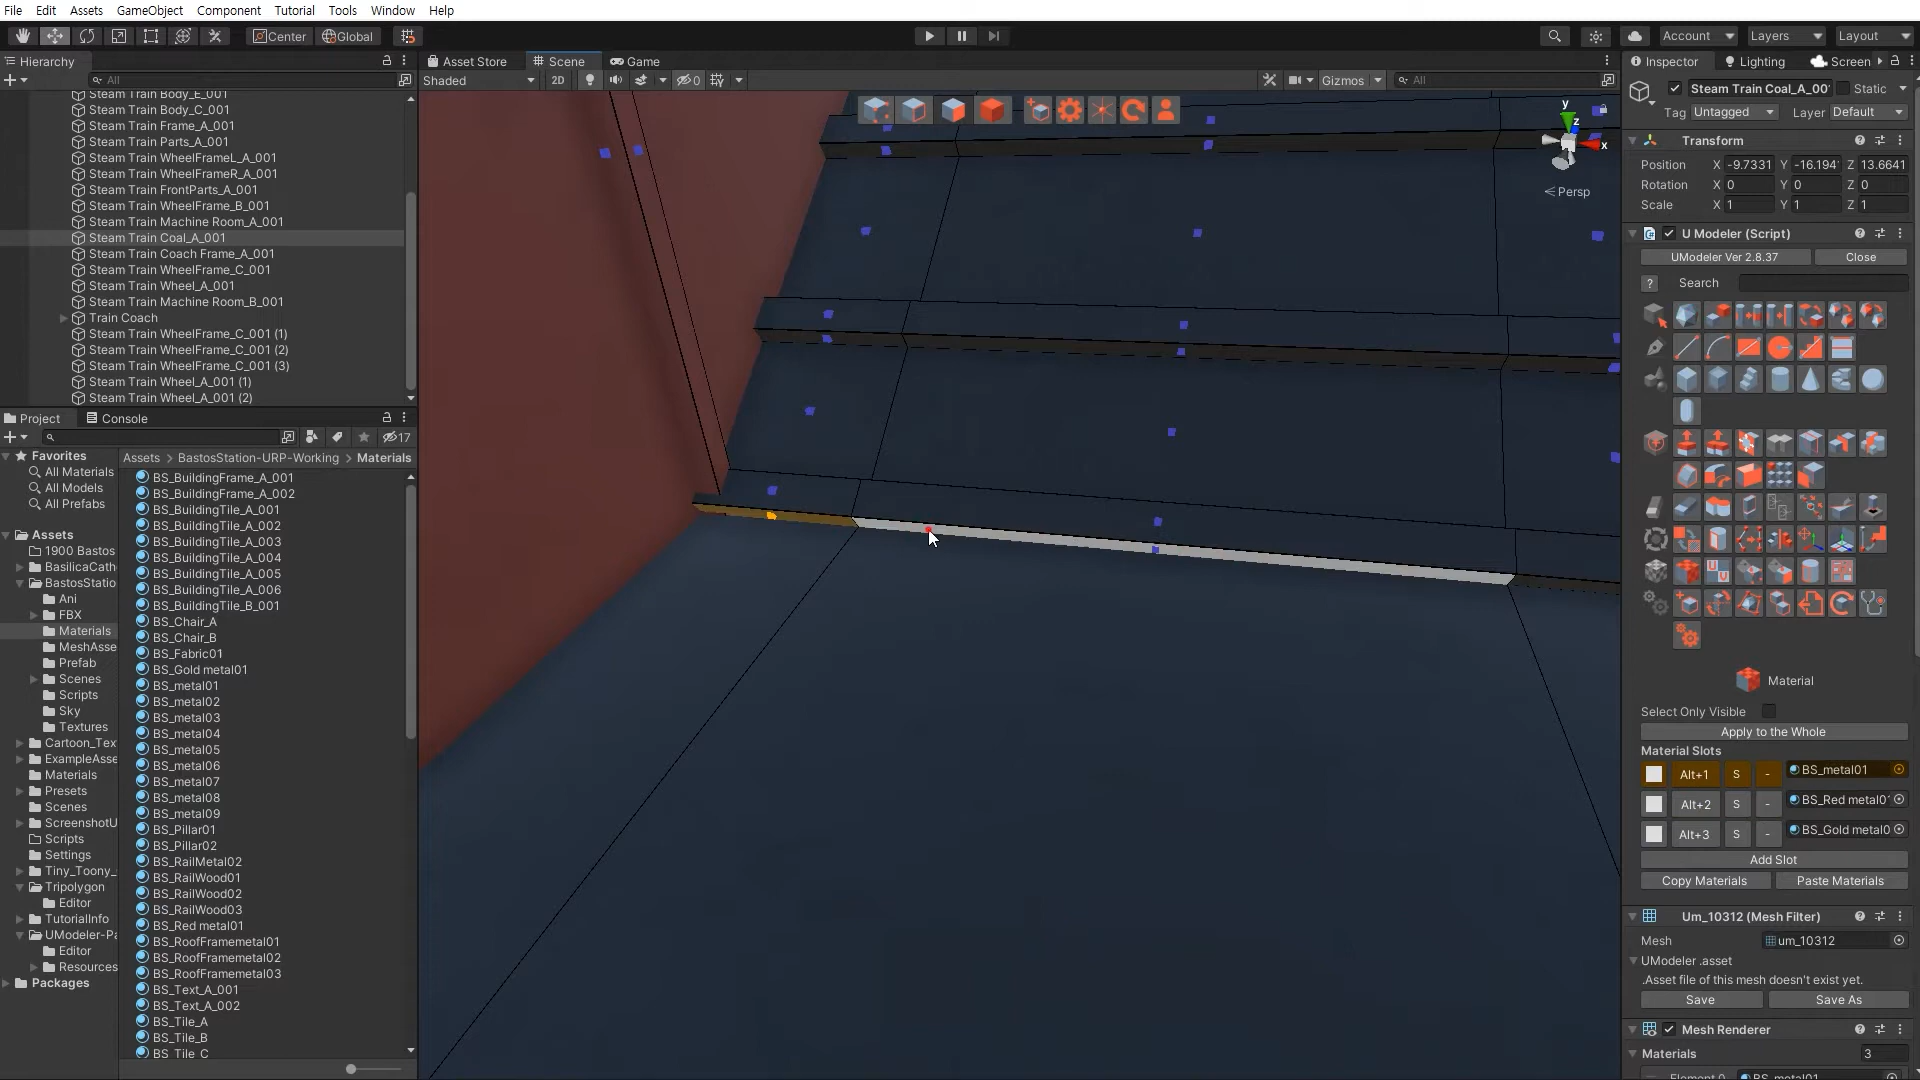 File Edit Assets GameObject Component Tutorial Tools Window Help
Center Global Account Layers Layout
Hierarchy Asset Store Scene Game Inspector Lighting Screen
All Shaded 2D 0 Gizmos All
Steam Train Coal_A_00 Static
Tag Untagged Layer Default
Steam Train Body_E_001
Steam Train Body_C_001
Steam Train Frame_A_001
Steam Train Parts_A_001
Steam Train WheelFrameL_A_001
Steam Train WheelFrameR_A_001
Steam Train FrontParts_A_001
Steam Train WheelFrame_B_001
Steam Train Machine Room_A_001
Steam Train Coal_A_001
Steam Train Coach Frame_A_001
Steam Train WheelFrame_C_001
Steam Train Wheel_A_001
Steam Train Machine Room_B_001
Train Coach
Steam Train WheelFrame_C_001 (1)
Steam Train WheelFrame_C_001 (2)
Steam Train WheelFrame_C_001 (3)
Steam Train Wheel_A_001 (1)
Steam Train Wheel_A_001 (2)
Project Console
17
Favorites
All Materials
All Models
All Prefabs
Assets
1900 Bastos
BasilicaCath
BastosStatio
Ani
FBX
Materials
MeshAsse
Prefab
Scenes
Scripts
Sky
Textures
Cartoon_Tex
ExampleAsse
Materials
Presets
Scenes
ScreenshotU
Scripts
Settings
Tiny_Toony_
Tripolygon
Editor
TutorialInfo
UModeler-Pa
Editor
Resources
Packages
Assets > BastosStation-URP-Working > Materials
BS_BuildingFrame_A_001
BS_BuildingFrame_A_002
BS_BuildingTile_A_001
BS_BuildingTile_A_002
BS_BuildingTile_A_003
BS_BuildingTile_A_004
BS_BuildingTile_A_005
BS_BuildingTile_A_006
BS_BuildingTile_B_001
BS_Chair_A
BS_Chair_B
BS_Fabric01
BS_Gold metal01
BS_metal01
BS_metal02
BS_metal03
BS_metal04
BS_metal05
BS_metal06
BS_metal07
BS_metal08
BS_metal09
BS_Pillar01
BS_Pillar02
BS_RailMetal02
BS_RailWood01
BS_RailWood02
BS_RailWood03
BS_Red metal01
BS_RoofFramemetal01
BS_RoofFramemetal02
BS_RoofFramemetal03
BS_Text_A_001
BS_Text_A_002
BS_Tile_A
BS_Tile_B
BS_Tile_C
y
z
x
< Persp
Transform
Position X -9.7331 Y -16.194 Z 13.6641
Rotation X 0 Y 0 Z 0
Scale X 1 Y 1 Z 1
U Modeler (Script)
UModeler Ver 2.8.37 Close
? Search
Material
Select Only Visible
Apply to the Whole
Material Slots
Alt+1 S - BS_metal01
Alt+2 S - BS_Red metal0
Alt+3 S - BS_Gold metal0
Add Slot
Copy Materials Paste Materials
Um_10312 (Mesh Filter)
Mesh um_10312
UModeler .asset
.Asset file of this mesh doesn't exist yet.
Save Save As
Mesh Renderer
Materials 3
Element 0 BS_metal01